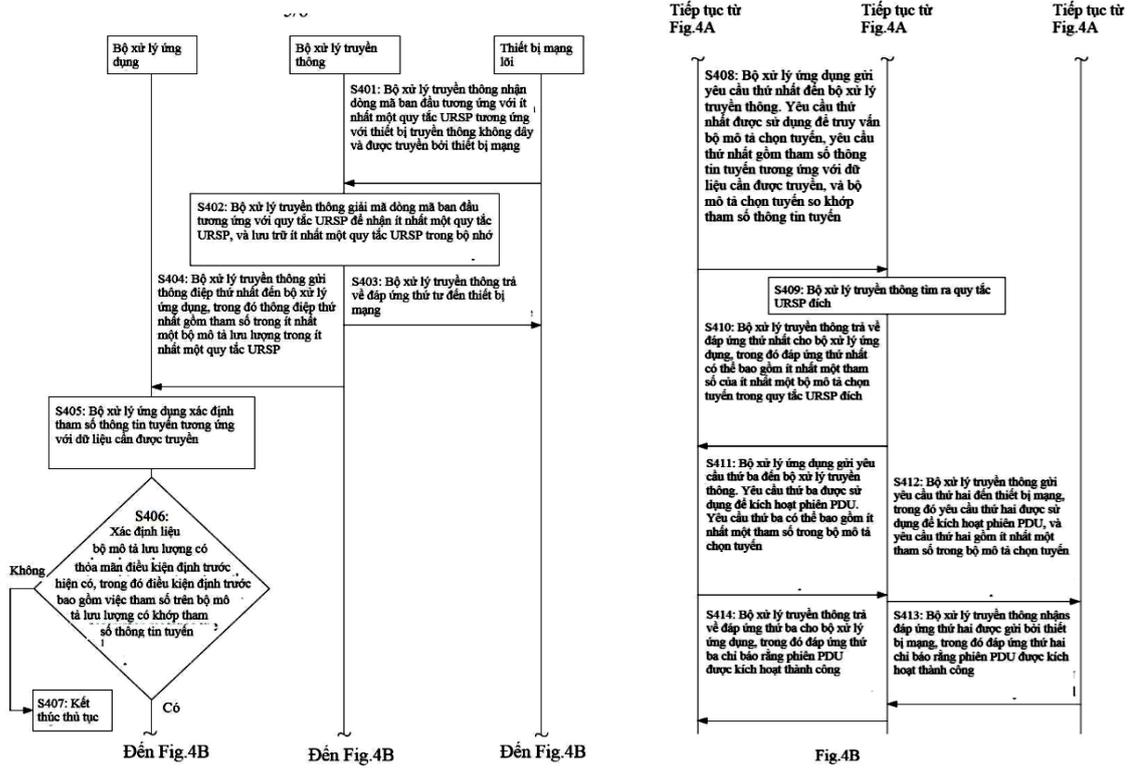 Bộ xử lý ứng
dụng
Bộ xử lý truyền
thông
Thiết bị mạng
lõi
S401: Bộ xử lý truyền thông nhận
dòng mã ban đầu tương ứng với ít
nhất một quy tắc URSP tương ứng
với thiết bị truyền thông không dây
và được truyền bởi thiết bị mạng
S402: Bộ xử lý truyền thông giải mã dòng mã ban đầu
tương ứng với quy tắc URSP để nhận ít nhất một quy tắc
URSP, và lưu trữ ít nhất một quy tắc URSP trong bộ nhớ
S404: Bộ xử lý truyền thông gửi
thông điệp thứ nhất đến bộ xử lý
ứng dụng, trong đó thông điệp thứ
nhất gồm tham số trong ít nhất
một bộ mô tả lưu lượng trong ít
nhất một quy tắc URSP
S403: Bộ xử lý truyền thông trả
về đáp ứng thứ tư đến thiết bị
mạng
S405: Bộ xử lý ứng dụng xác định
tham số thông tin tuyến tương ứng
với dữ liệu cần được truyền
S406:
Xác định liệu
bộ mô tả lưu lượng có
thỏa mãn điều kiện định trước
hiện có, trong đó điều kiện định trước
bao gồm việc tham số trên bộ mô
tả lưu lượng có khớp tham
số thông tin tuyến
Không
S407: Kết
thúc thủ tục
Có
Đến Fig.4B
Đến Fig.4B
Đến Fig.4B
Tiếp tục từ
Fig.4A
Tiếp tục từ
Fig.4A
Tiếp tục từ
Fig.4A
S408: Bộ xử lý ứng dụng gửi
yêu cầu thứ nhất đến bộ xử lý
truyền thông. Yêu cầu thứ
nhất được sử dụng để truy vấn
bộ mô tả chọn tuyến, yêu cầu
thứ nhất gồm tham số thông
tin tuyến tương ứng với dữ
liệu cần được truyền, và bộ
mô tả chọn tuyến so khớp
tham số thông tin tuyến
S409: Bộ xử lý truyền thông tìm ra quy tắc
URSP đích
S410: Bộ xử lý truyền thông trả về
đáp ứng thứ nhất cho bộ xử lý ứng
dụng, trong đó đáp ứng thứ nhất
có thể bao gồm ít nhất một tham
số của ít nhất một bộ mô tả chọn
tuyến trong quy tắc URSP đích
S411: Bộ xử lý ứng dụng gửi yêu
cầu thứ ba đến bộ xử lý truyền
thông. Yêu cầu thứ ba được sử
dụng để kích hoạt phiên PDU.
Yêu cầu thứ ba có thể bao gồm ít
nhất một tham số trong bộ mô tả
chọn tuyến
S412: Bộ xử lý truyền thông gửi
yêu cầu thứ hai đến thiết bị mạng,
trong đó yêu cầu thứ hai được sử
dụng để kích hoạt phiên PDU, và
yêu cầu thứ hai gồm ít nhất một
tham số trong bộ mô tả chọn tuyến
S414: Bộ xử lý truyền thông trả
về đáp ứng thứ ba cho bộ xử lý
ứng dụng, trong đó đáp ứng thứ
ba chỉ báo rằng phiên PDU
được kích hoạt thành công
S413: Bộ xử lý truyền thông nhậns
đáp ứng thứ hai được gửi bởi thiết
bị mạng, trong đó đáp ứng thứ hai
chỉ báo rằng phiên PDU được kích
hoạt thành công
Fig.4B